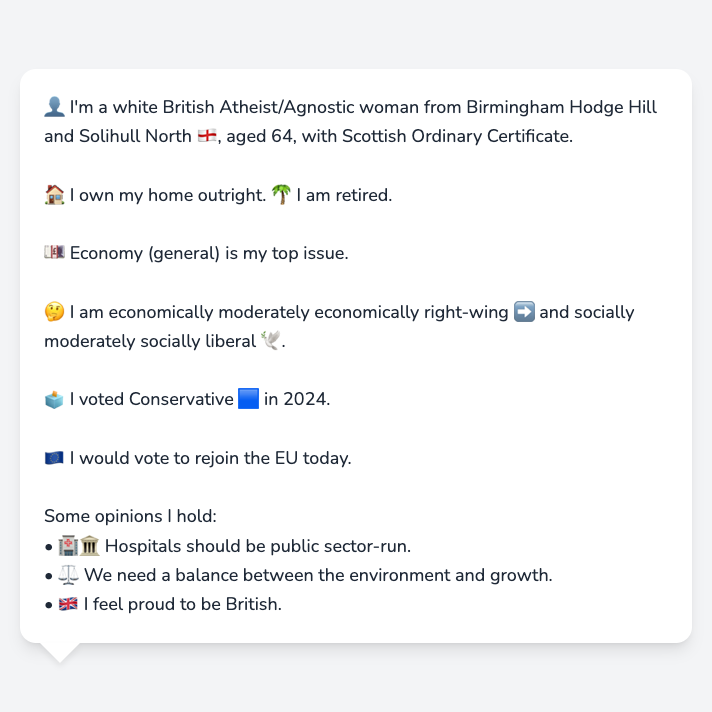 👤 I'm a white British Atheist/Agnostic woman from Birmingham Hodge Hill
and Solihull North 🏴󠁧󠁢󠁥󠁮󠁧󠁿, aged 64, with Scottish Ordinary Certificate.
🏠 I own my home outright. 🌴 I am retired.
💷 Economy (general) is my top issue.
🤔 I am economically moderately economically right-wing ➡️ and socially
moderately socially liberal 🕊️.
🗳️ I voted Conservative 🟦 in 2024.
🇪🇺 I would vote to rejoin the EU today.
Some opinions I hold:
• 🏥🏛️ Hospitals should be public sector-run.
• ⚖️ We need a balance between the environment and growth.
• 🇬🇧 I feel proud to be British.